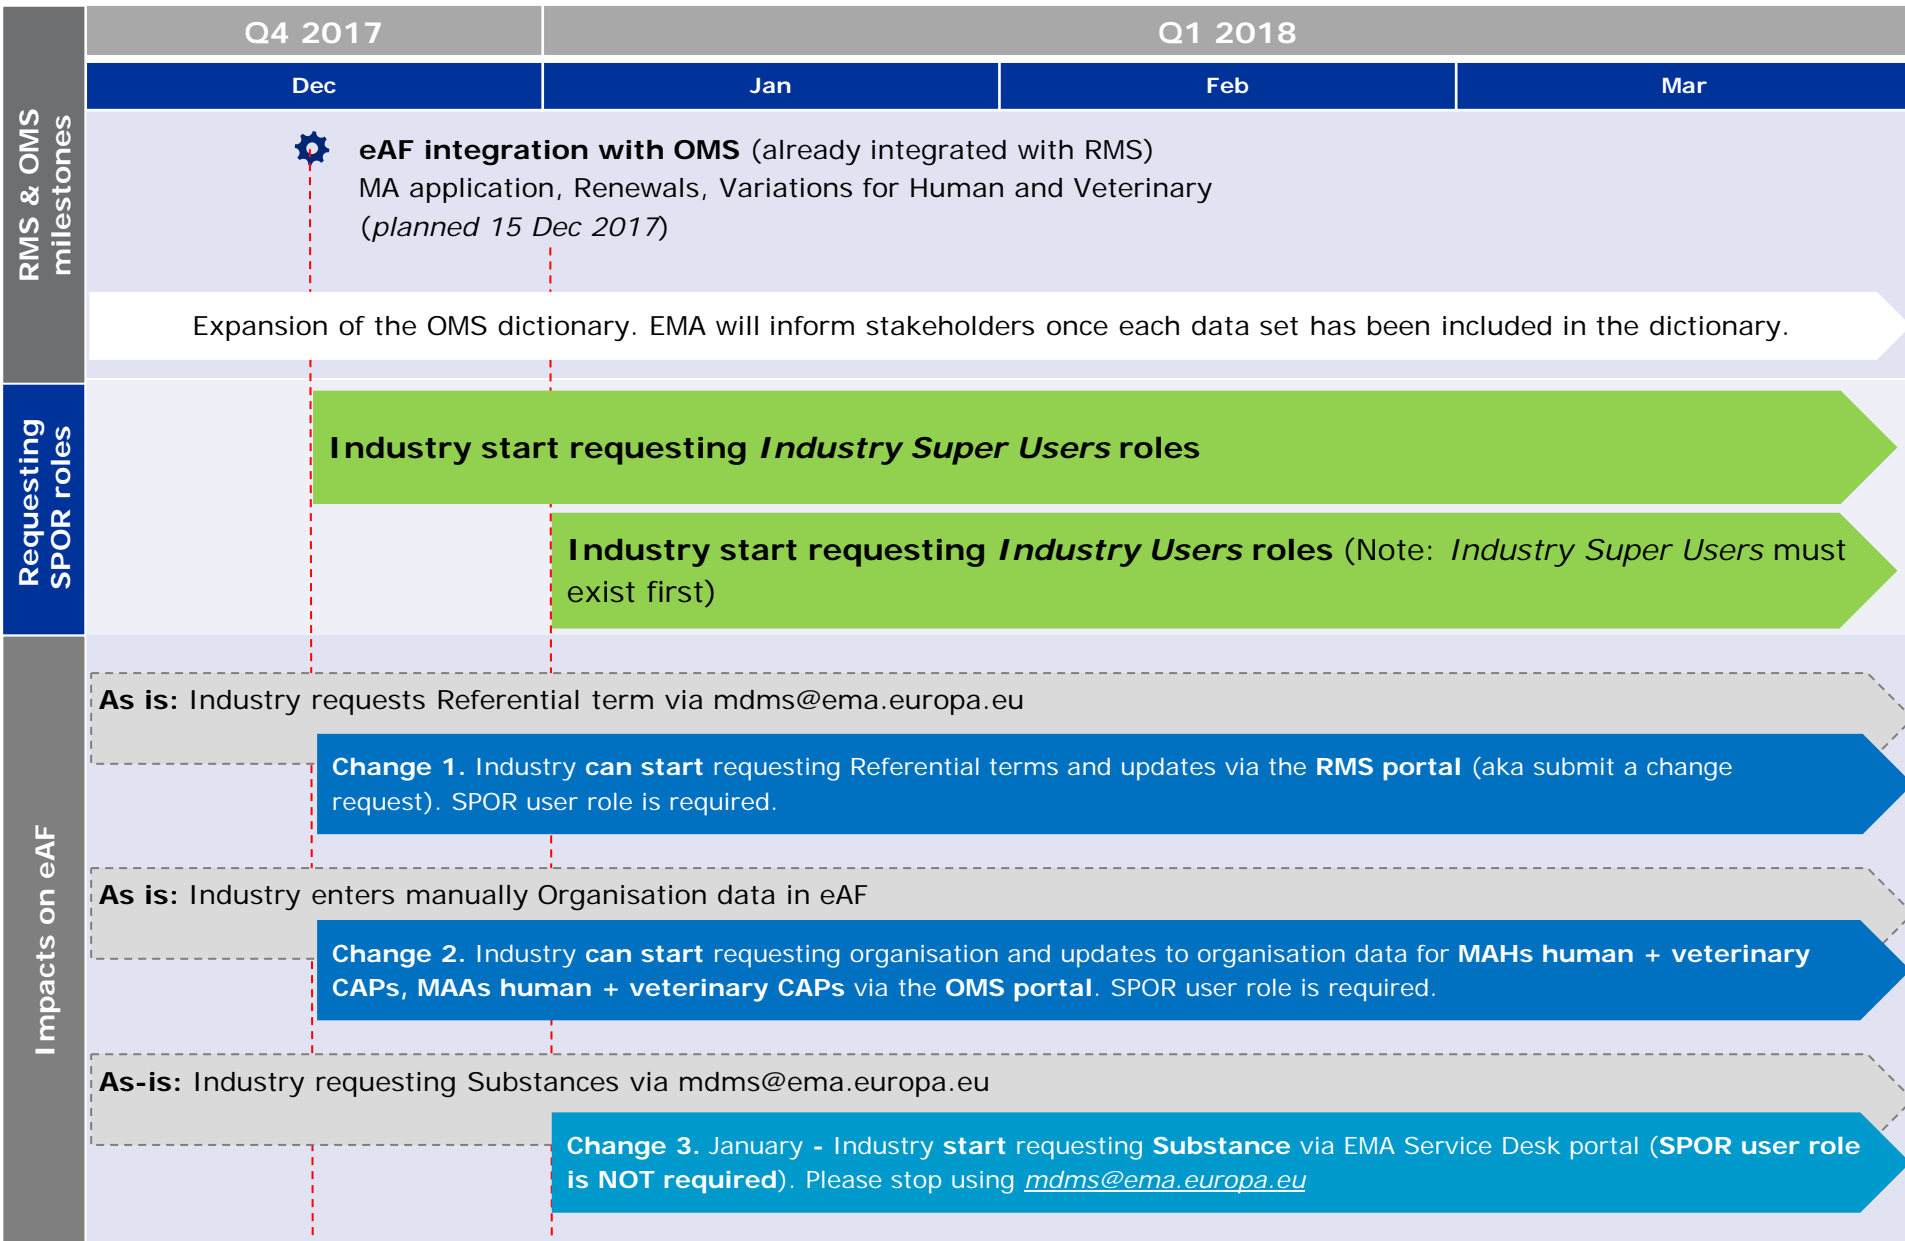 Q4 2017
Q1 2018
Dec
Jan
Feb
Mar
RMS & OMS
milestones
eAF integration with OMS (already integrated with RMS)
MA application, Renewals, Variations for Human and Veterinary
(planned 15 Dec 2017)
Expansion of the OMS dictionary. EMA will inform stakeholders once each data set has been included in the dictionary.
Requesting
SPOR roles
Industry start requesting Industry Super Users roles
Industry start requesting Industry Users roles (Note: Industry Super Users must
exist first)
Impacts on eAF
As is: Industry requests Referential term via mdms@ema.europa.eu
Change 1. Industry can start requesting Referential terms and updates via the RMS portal (aka submit a change
request). SPOR user role is required.
As is: Industry enters manually Organisation data in eAF
Change 2. Industry can start requesting organisation and updates to organisation data for MAHs human + veterinary
CAPs, MAAs human + veterinary CAPs via the OMS portal. SPOR user role is required.
As-is: Industry requesting Substances via mdms@ema.europa.eu
Change 3. January - Industry start requesting Substance via EMA Service Desk portal (SPOR user role
is NOT required). Please stop using mdms@ema.europa.eu